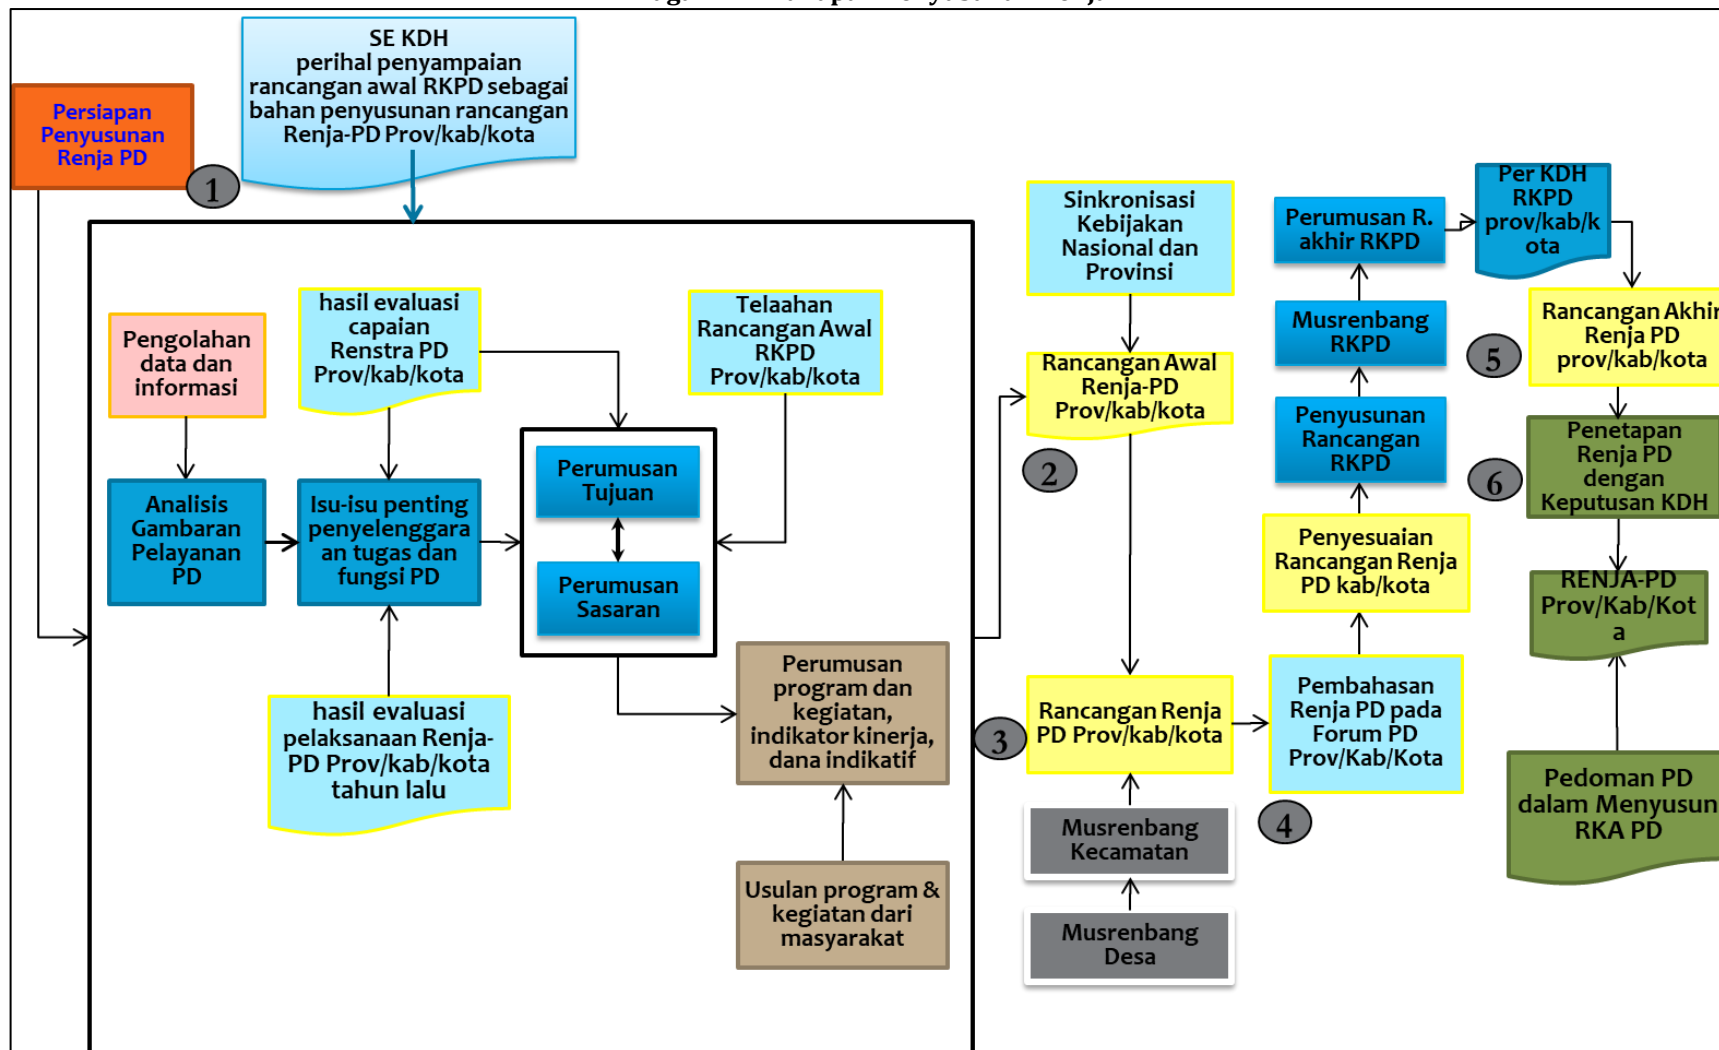 SE KDH
perihal penyampaian
rancangan awal RKPD sebagai
bahan penyusunan rancangan
Renja-PD Prov/kab/kota
Persiapan
Penyusunan
Renja PD
1
Pengolahan
data dan
informasi
hasil evaluasi
capaian
Renstra PD
Prov/kab/kota
Telaahan
Rancangan Awal
RKPD
Prov/kab/kota
Analisis
Gambaran
Pelayanan
PD
Isu-isu penting
penyelenggara
an tugas dan
fungsi PD
Perumusan
Tujuan
Perumusan
Sasaran
hasil evaluasi
pelaksanaan Renja-
PD Prov/kab/kota
tahun lalu
Perumusan
program dan
kegiatan,
indikator kinerja,
dana indikatif
Usulan program &
kegiatan dari
masyarakat
Sinkronisasi
Kebijakan
Nasional dan
Provinsi
Rancangan Awal
Renja-PD
Prov/kab/kota
2
3
Rancangan Renja
PD Prov/kab/kota
Musrenbang
Kecamatan
Musrenbang
Desa
4
Pembahasan
Renja PD pada
Forum PD
Prov/Kab/Kota
Penyesuaian
Rancangan Renja
PD kab/kota
Penyusunan
Rancangan
RKPD
Musrenbang
RKPD
Perumusan R.
akhir RKPD
Per KDH
RKPD
prov/kab/k
ota
5
Rancangan Akhir
Renja PD
prov/kab/kota
6
Penetapan
Renja PD
dengan
Keputusan KDH
RENJA-PD
Prov/Kab/Kot
a
Pedoman PD
dalam Menyusun
RKA PD